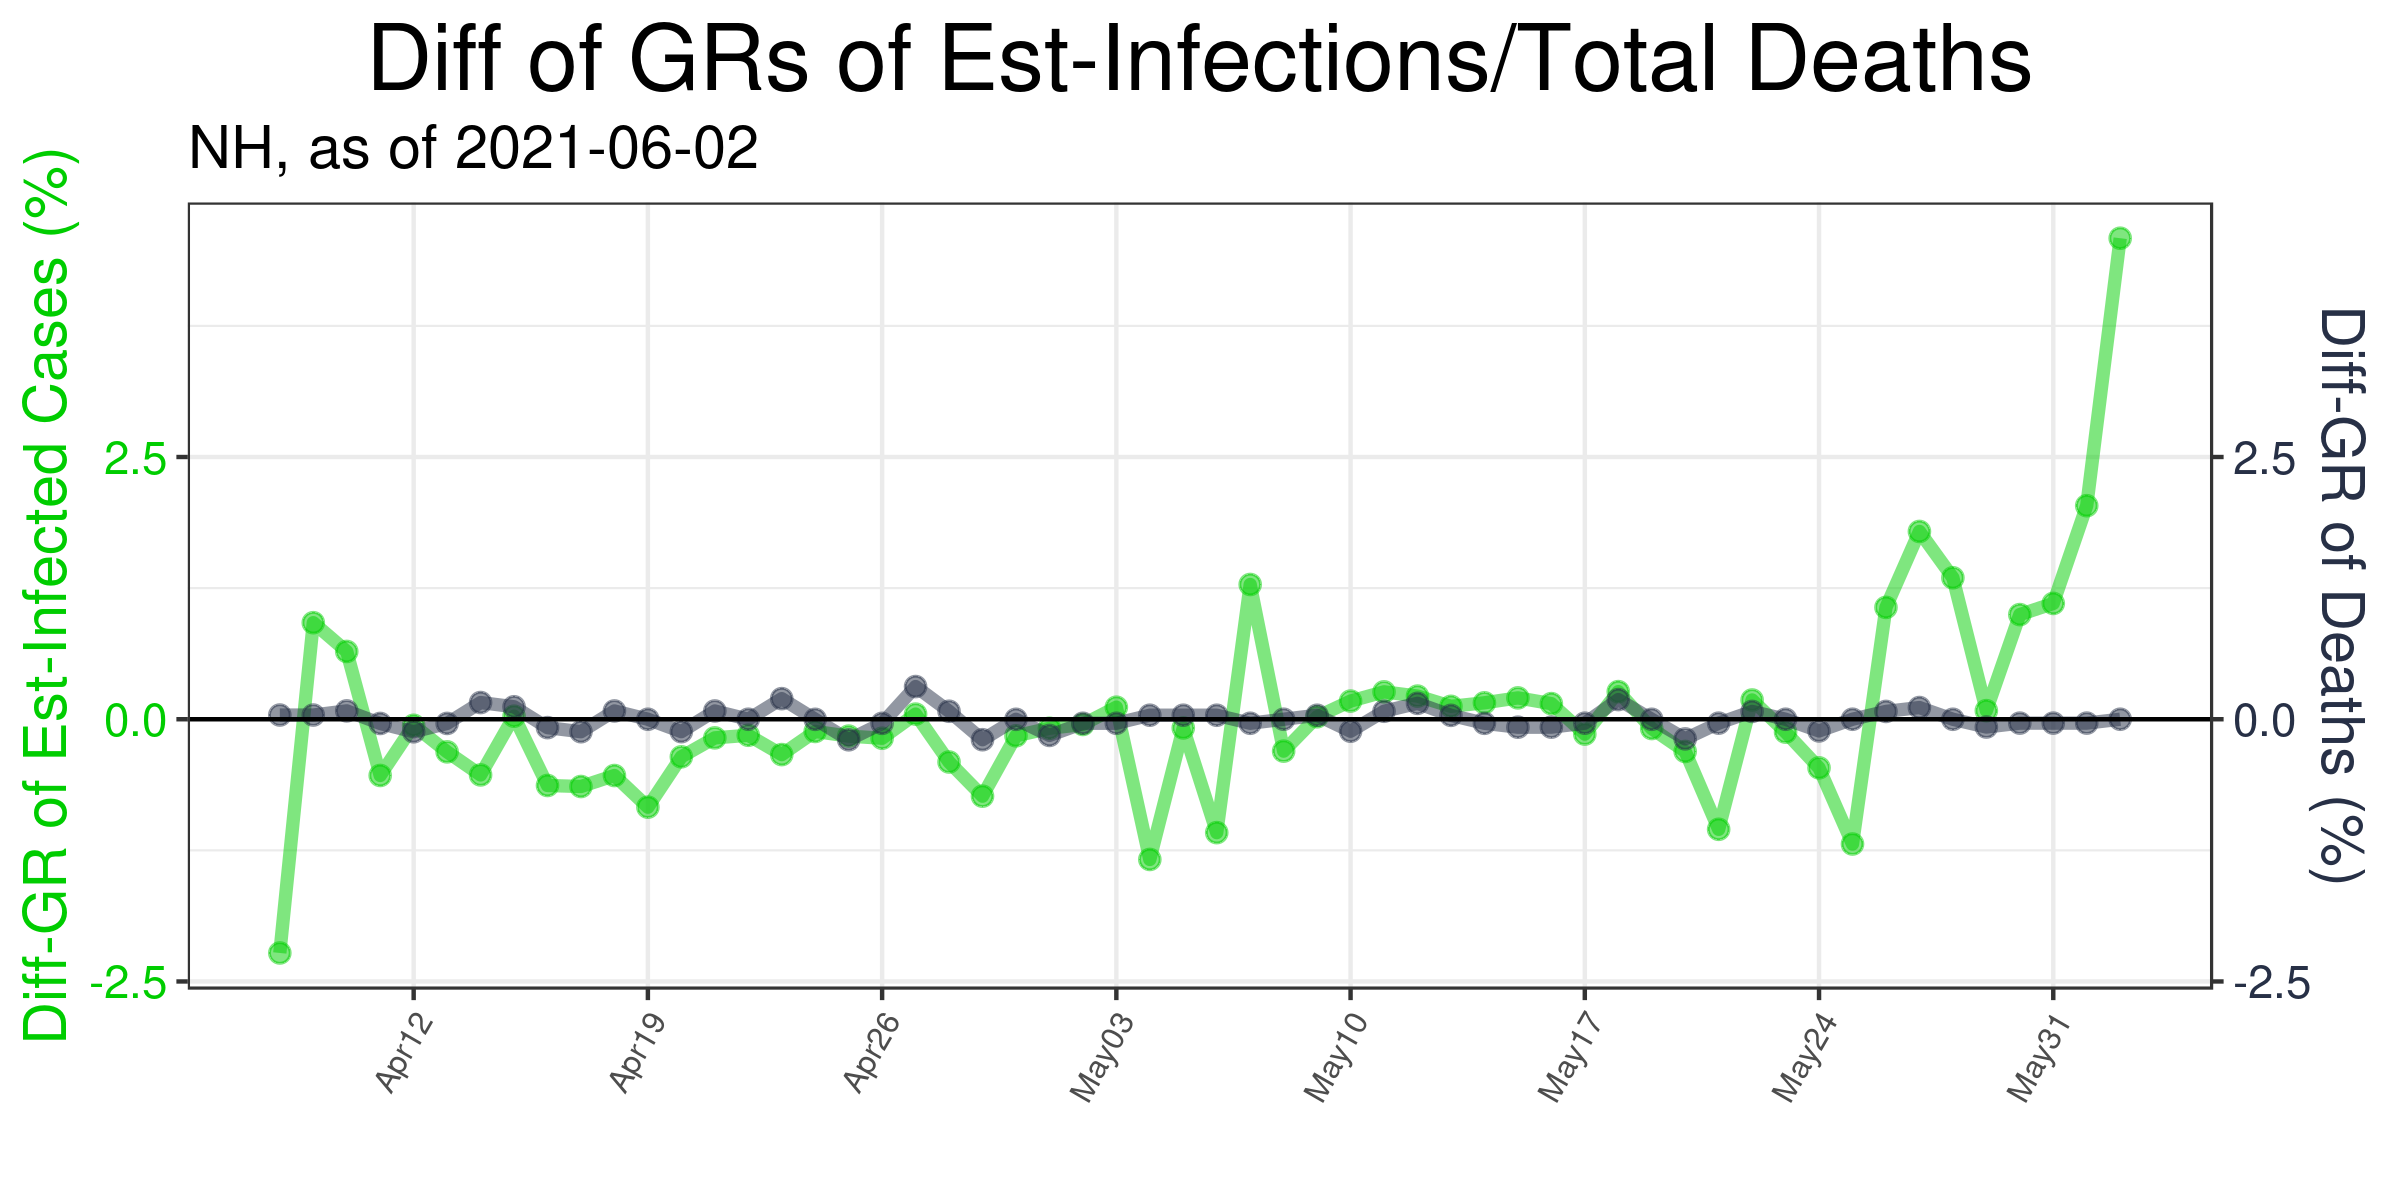 Diff of GRs of Est-Infections/Total Deaths
NH, as of 2021-06-02
Diff-GR of Est-Infected Cases (%)
2.5
0.0
-2.5
2.5
0.0
-2.5
Diff-GR of Deaths (%)
Apr12
Apr19
Apr26
May03
May10
May17
May24
May31